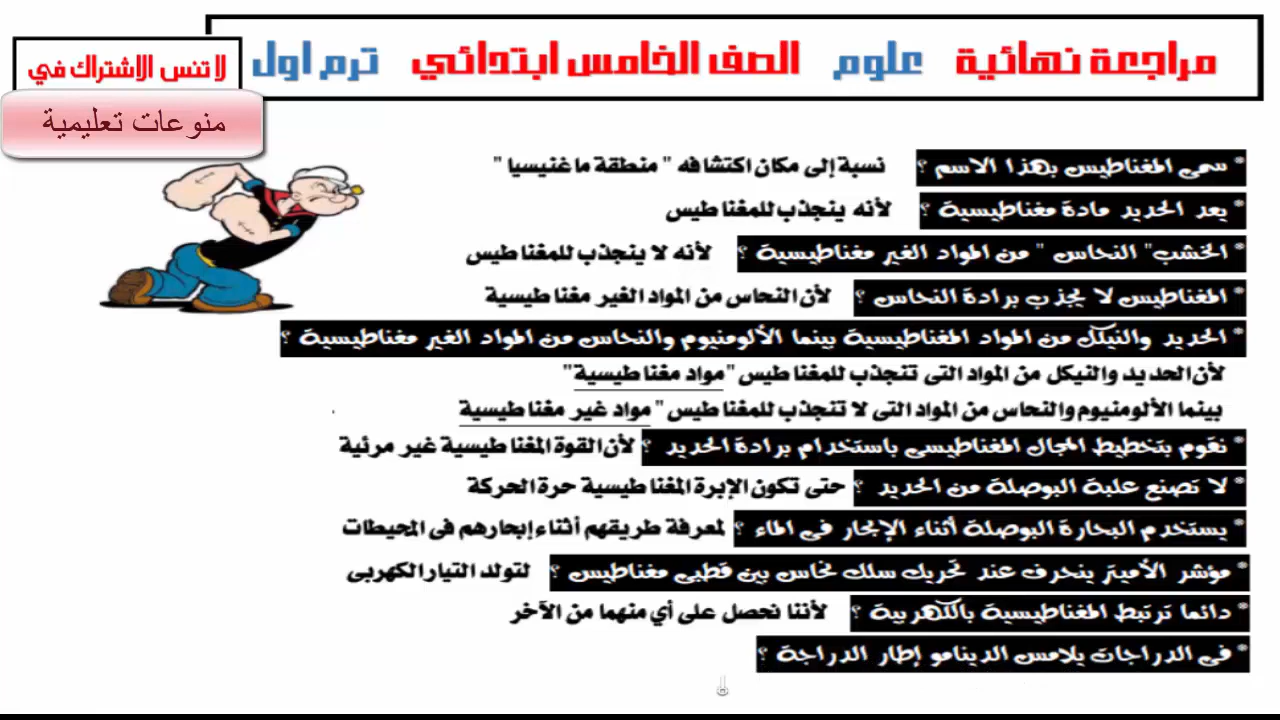 مراجعة نهائية علوم الصف الخامس ابتدائي ترم اول
لا تنس الاشتراك في
منوعات تعليمية
* سمى المغناطيس بهذا الاسم ؟ نسبة إلى مكان اكتشافه " منطقة ماغنيسيا "
* يعد الحديد مادة مغناطيسية ؟ لأنه ينجذب للمغناطيس
* الخشب" النحاس " من المواد الغير مغناطيسية ؟ لأنه لا ينجذب للمغناطيس
* المغناطيس لا يجذب برادة النحاس ؟ لأن النحاس من المواد الغير مغناطيسية
* الحديد والنيكل من المواد المغناطيسية بينما الألومنيوم والنحاس من المواد الغير مغناطيسية ؟
لأن الحديد والنيكل من المواد التى تنجذب للمغناطيس "مواد مغناطيسية"
بينما الألومنيوم والنحاس من المواد التى لا تنجذب للمغناطيس " مواد غير مغناطيسية
* نقوم بتخطيط المجال المغناطيسى باستخدام برادة الحديد ؟ لأن القوة المغناطيسية غير مرئية
* لا تصنع علبة البوصلة من الحديد ؟ حتى تكون الإبرة المغناطيسية حرة الحركة
* يستخدم البحارة البوصلة أثناء الإبحار فى الماء ؟ لمعرفة طريقهم أثناء إبحارهم فى المحيطات
* مؤشر الأميتر ينحرف عند تحريك سلك نحاس بين قطبى مغناطيس ؟ لتولد التيار الكهربى
* دائما ترتبط المغناطيسية بالكهربية ؟ لأننا نحصل على أي منهما من الآخر
* فى الدراجات يلامس الدينامو إطار الدراجة ؟